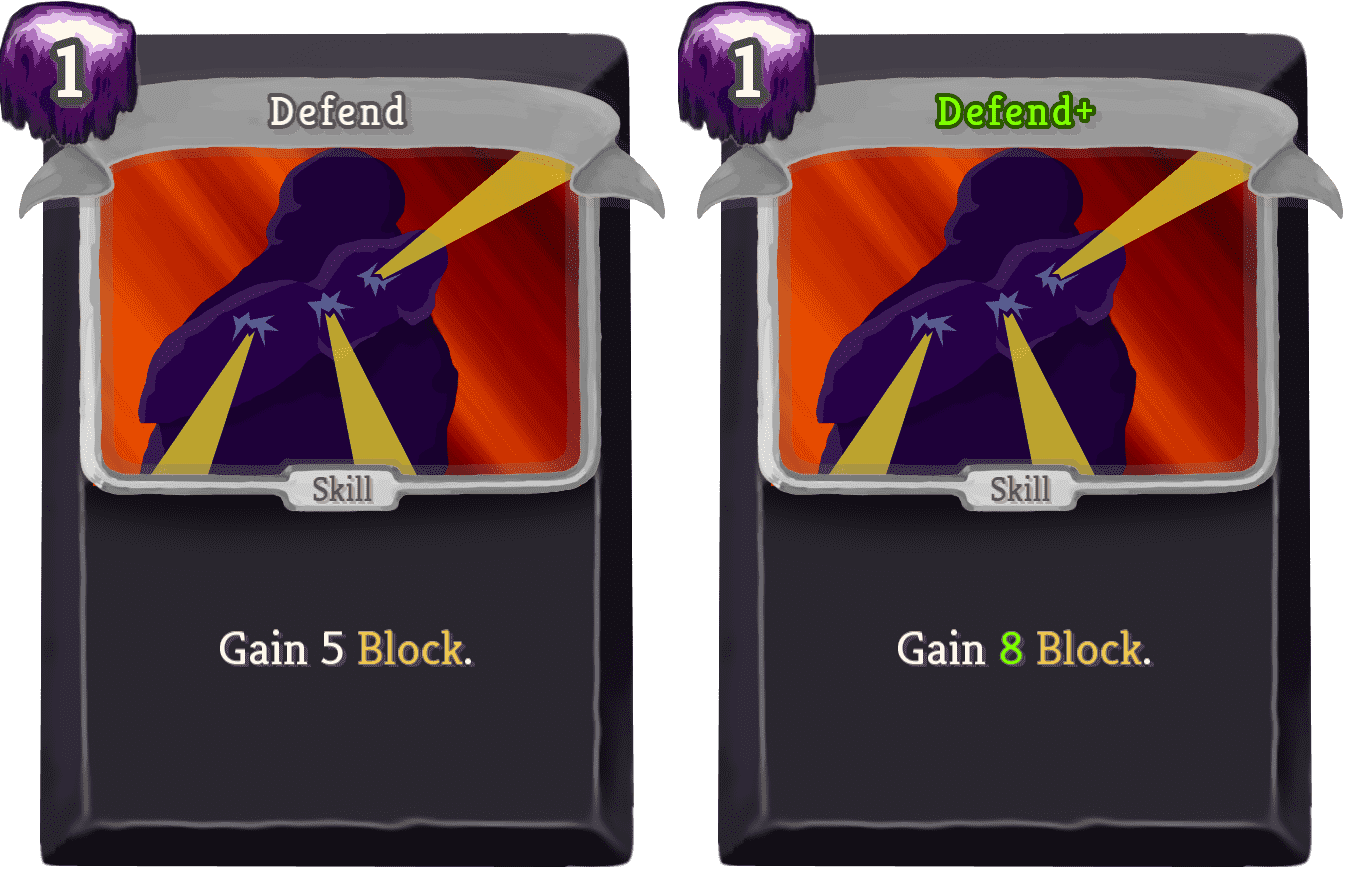 1
Defend
Skill
Gain 5 Block.
1
Defend+
Skill
Gain 8 Block.